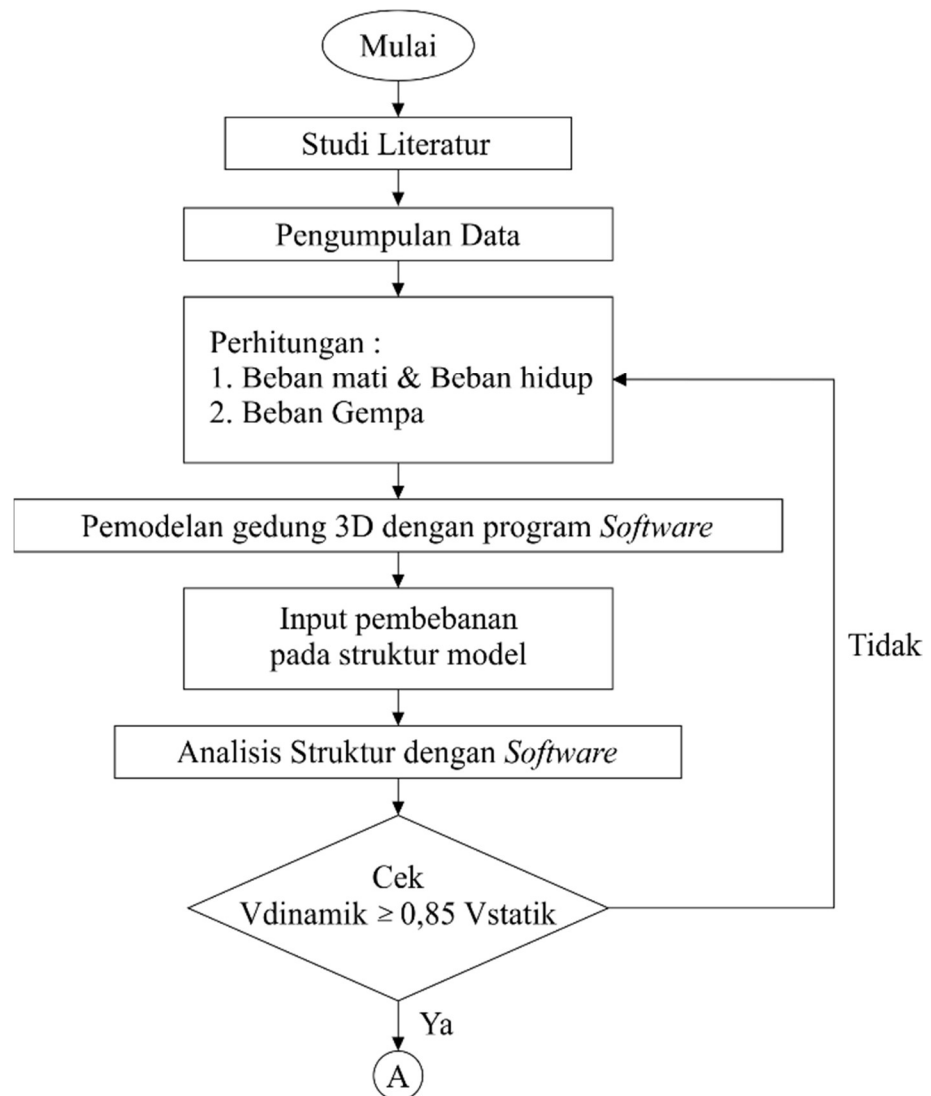 Mulai
Studi Literatur
Pengumpulan Data
Perhitungan :
1. Beban mati & Beban hidup
2. Beban Gempa
Pemodelan gedung 3D dengan program Software
Input pembebanan
pada struktur model
Tidak
Analisis Struktur dengan Software
Cek
Vdinamik ≥ 0,85 Vstatik
Ya
A